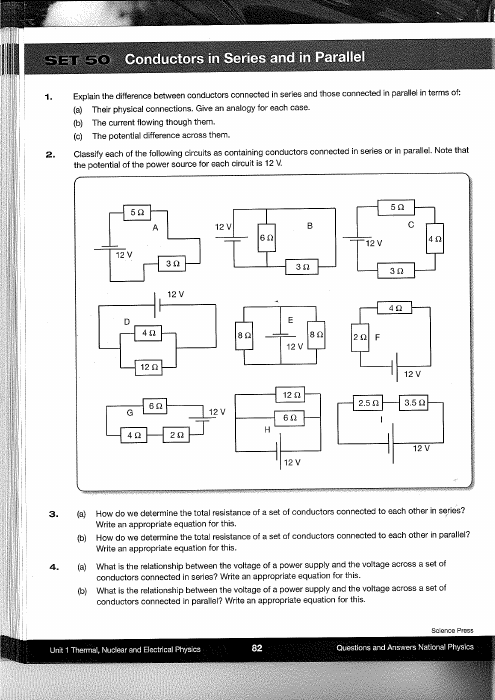 SET 50 Conductors in Series and in Parallel
1. Explain the difference between conductors connected in series and those connected in parallel in terms of:
(a) Their physical connections. Give an analogy for each case.
(b) The current flowing though them.
(c) The potential difference across them.
2. Classify each of the following circuits as containing conductors connected in series or in parallel. Note that
the potential of the power source for each circuit is 12 V.
5 Ω
A
12 V
3 Ω
12 V
B
6 Ω
3 Ω
5 Ω
C
12 V
4 Ω
3 Ω
12 V
D
4 Ω
12 Ω
E
8 Ω
8 Ω
12 V
4 Ω
2 Ω
F
12 V
6 Ω
G
12 V
4 Ω
2 Ω
12 Ω
6 Ω
H
12 V
2.5 Ω
3.5 Ω
I
12 V
3. (a) How do we determine the total resistance of a set of conductors connected to each other in series?
Write an appropriate equation for this.
(b) How do we determine the total resistance of a set of conductors connected to each other in parallel?
Write an appropriate equation for this.
4. (a) What is the relationship between the voltage of a power supply and the voltage across a set of
conductors connected in series? Write an appropriate equation for this.
(b) What is the relationship between the voltage of a power supply and the voltage across a set of
conductors connected in parallel? Write an appropriate equation for this.
Science Press
Unit 1 Thermal, Nuclear and Electrical Physics 82 Questions and Answers National Physics